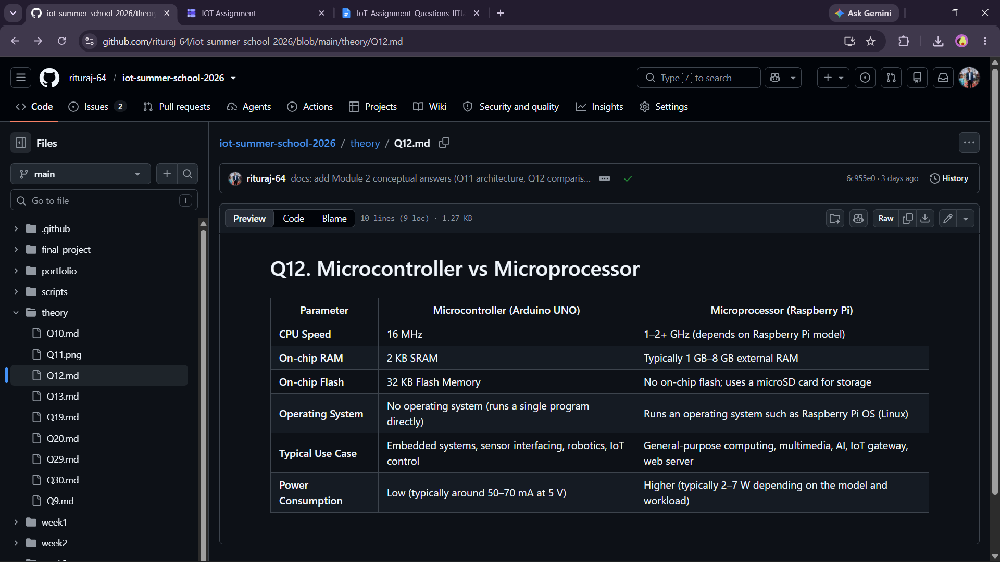 iot-summer-school-2026/theory
IOT Assignment
IoT_Assignment_Questions_IITJa
Ask Gemini
github.com/rituraj-64/iot-summer-school-2026/blob/main/theory/Q12.md
rituraj-64 / iot-summer-school-2026
Type / to search
Code
Issues 2
Pull requests
Agents
Actions
Projects
Wiki
Security and quality
Insights
Settings
Files
main
Go to file T
.github
final-project
portfolio
scripts
theory
Q10.md
Q11.png
Q12.md
Q13.md
Q19.md
Q20.md
Q29.md
Q30.md
Q9.md
week1
week2
iot-summer-school-2026 / theory / Q12.md
rituraj-64 docs: add Module 2 conceptual answers (Q11 architecture, Q12 comparis...
6c955e0 · 3 days ago
History
Preview Code Blame 10 lines (9 loc) · 1.27 KB
Raw
Q12. Microcontroller vs Microprocessor
Parameter Microcontroller (Arduino UNO) Microprocessor (Raspberry Pi)
CPU Speed 16 MHz 1–2+ GHz (depends on Raspberry Pi model)
On-chip RAM 2 KB SRAM Typically 1 GB–8 GB external RAM
On-chip Flash 32 KB Flash Memory No on-chip flash; uses a microSD card for storage
Operating System
No operating system (runs a single program
directly)
Runs an operating system such as Raspberry Pi OS (Linux)
Typical Use Case
Embedded systems, sensor interfacing, robotics, IoT
control
General-purpose computing, multimedia, AI, IoT gateway,
web server
Power
Consumption
Low (typically around 50–70 mA at 5 V)
Higher (typically 2–7 W depending on the model and
workload)